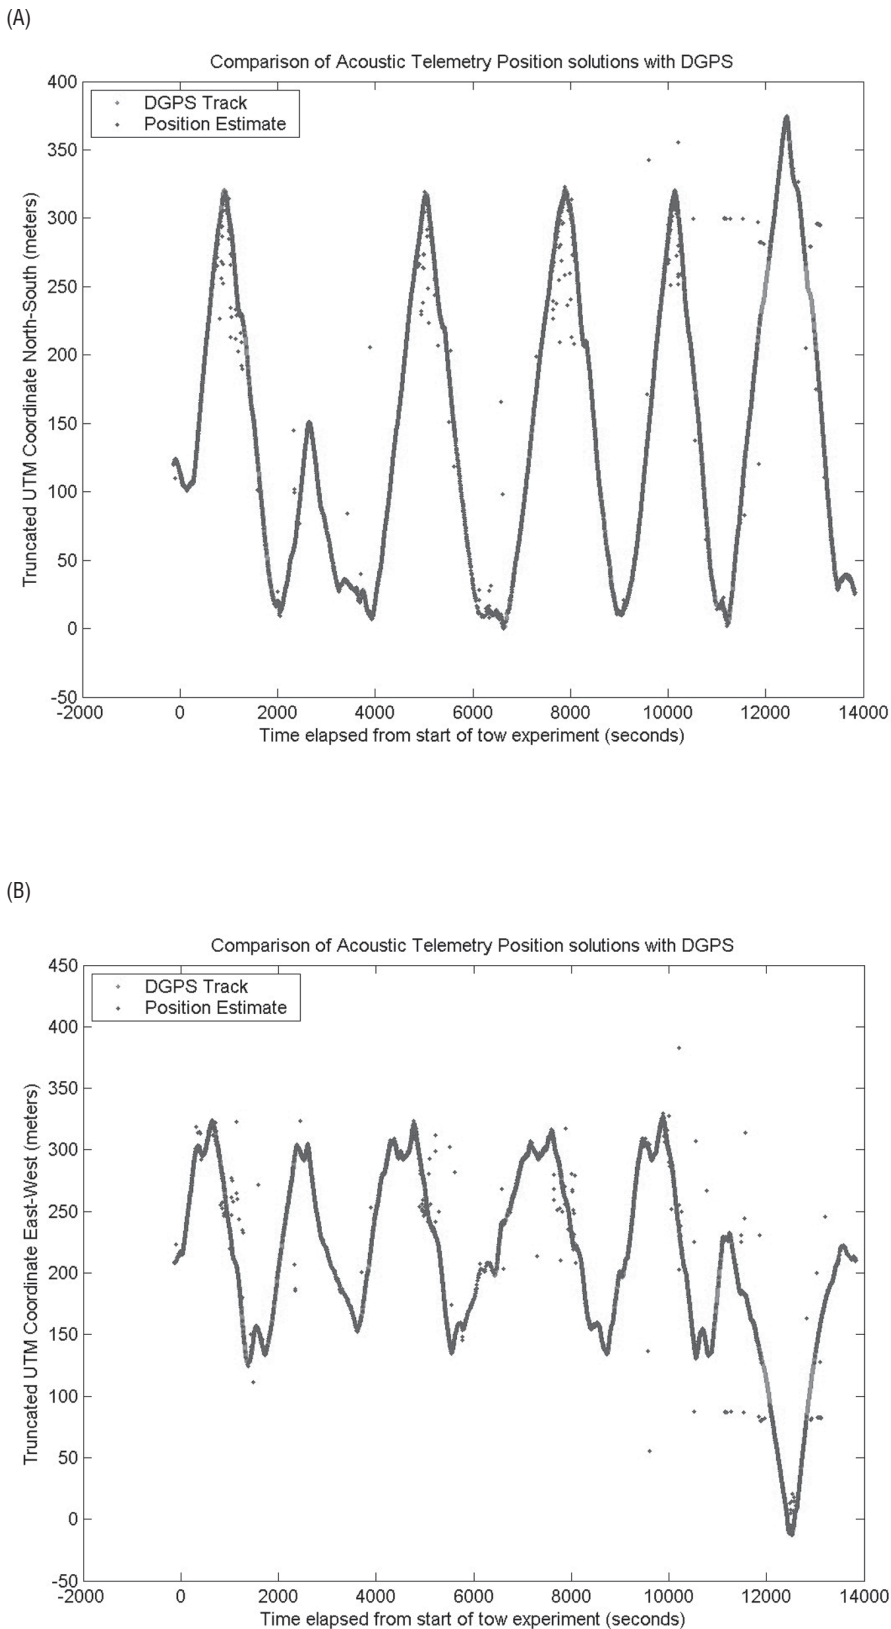 (A)
Comparison of Acoustic Telemetry Position solutions with DGPS
DGPS Track
Position Estimate
Truncated UTM Coordinate North-South (meters)
400
350
300
250
200
150
100
50
0
-50
-2000 0 2000 4000 6000 8000 10000 12000 14000
Time elapsed from start of tow experiment (seconds)
(B)
Comparison of Acoustic Telemetry Position solutions with DGPS
DGPS Track
Position Estimate
Truncated UTM Coordinate East-West (meters)
450
400
350
300
250
200
150
100
50
0
-50
-2000 0 2000 4000 6000 8000 10000 12000 14000
Time elapsed from start of tow experiment (seconds)